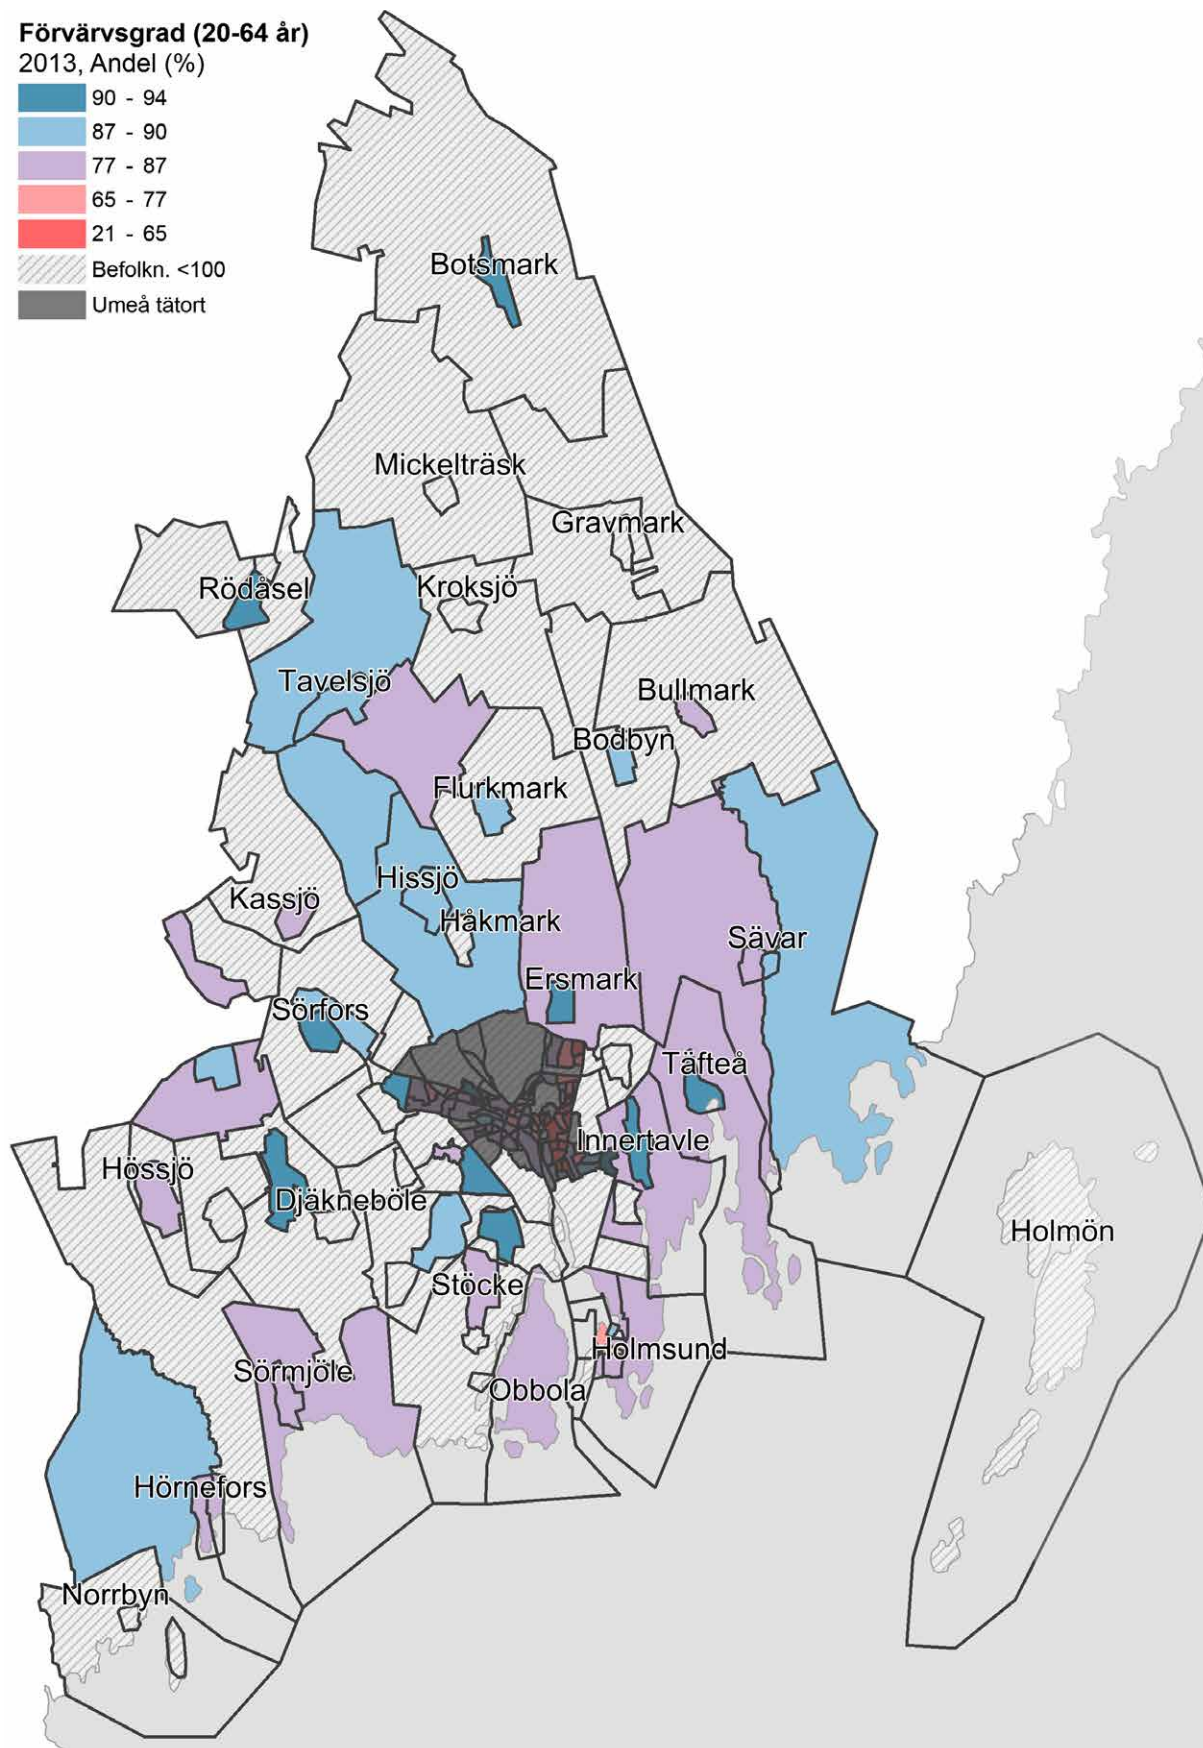 Förvärvsgrad (20-64 år)
2013, Andel (%)
90 - 94
87 - 90
77 - 87
65 - 77
21 - 65
Befolkn. <100
Umeå tätort
Botsmark
Mickelträsk
Gravmark
Rödåsel
Kroksjö
Tavelsjö
Bullmark
Bodbyn
Flurkmark
Hissjö
Kassjö
Håkmark
Sävar
Ersmark
Sörfors
Täfteå
Innertavle
Hössjö
Djäkneböle
Holmön
Stöcke
Holmsund
Sörmjöle
Obbola
Hörnefors
Norrbyn